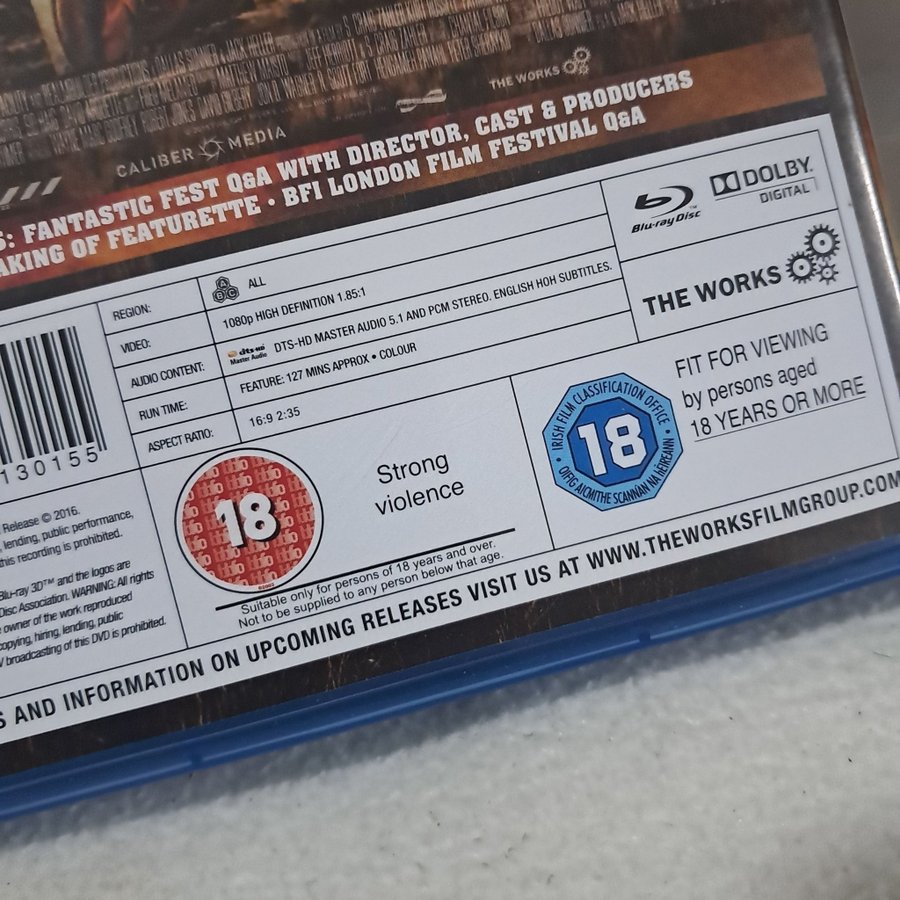 CALIBER MEDIA
THE WORKS
S: FANTASTIC FEST Q&A WITH DIRECTOR, CAST & PRODUCERS
AKING OF FEATURETTE • BFI LONDON FILM FESTIVAL Q&A
REGION:
A B C ALL
VIDEO:
1080p HIGH DEFINITION 1.85:1
AUDIO CONTENT:
dts-HD Master Audio DTS-HD MASTER AUDIO 5.1 AND PCM STEREO. ENGLISH HOH SUBTITLES.
RUN TIME:
FEATURE: 127 MINS APPROX • COLOUR
ASPECT RATIO:
16:9 2:35
Blu-ray Disc™
DOLBY
DIGITAL
THE WORKS
130155
Release © 2016.
lending, public performance,
this recording is prohibited.
Blu-ray 3D™ and the logos are
Disc Association. WARNING: All rights
owner of the work reproduced
copying, hiring, lending, public
broadcasting of this DVD is prohibited.
18
Strong
violence
Suitable only for persons of 18 years and over.
Not to be supplied to any person below that age.
• IRISH FILM CLASSIFICATION OFFICE •
18
OIFIG AICMITHE SCANNÁN NA hÉIREANN
FIT FOR VIEWING
by persons aged
18 YEARS OR MORE
S AND INFORMATION ON UPCOMING RELEASES VISIT US AT WWW.THEWORKSFILMGROUP.COM